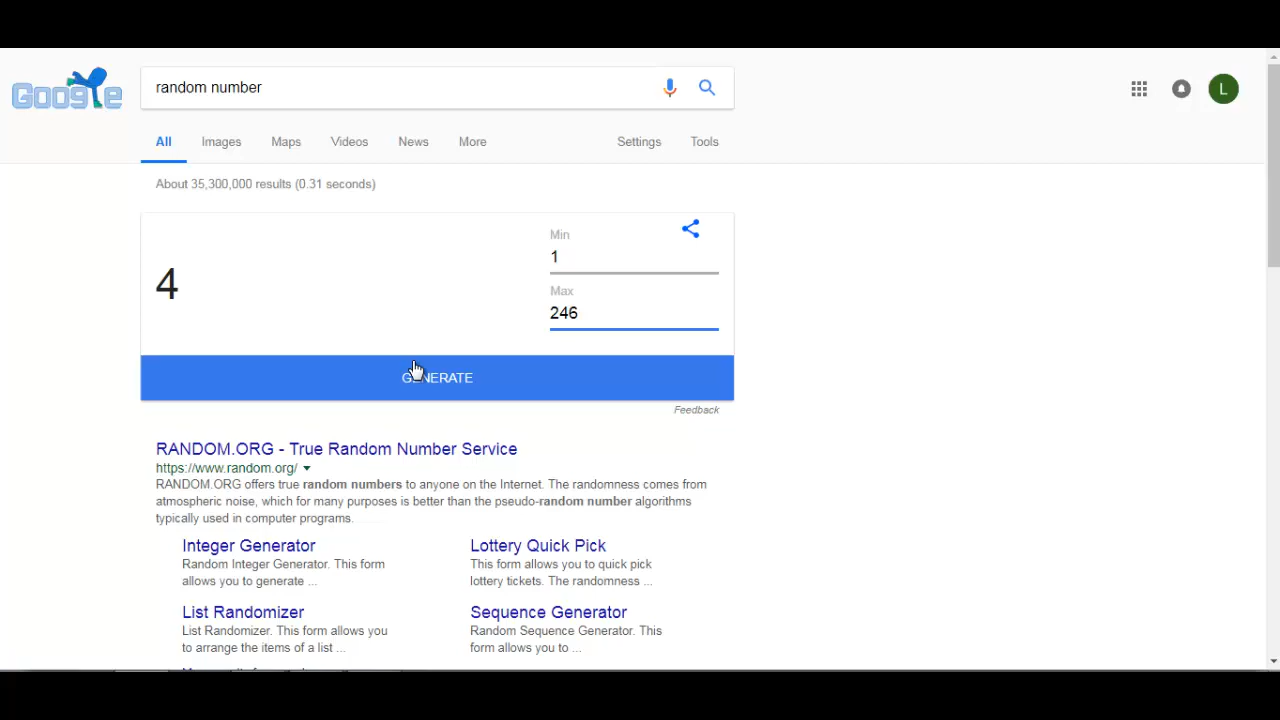 Google
random number
L
All Images Maps Videos News More Settings Tools
About 35,300,000 results (0.31 seconds)
Min
1
4
Max
246
GENERATE
Feedback
RANDOM.ORG - True Random Number Service
https://www.random.org/
RANDOM.ORG offers true random numbers to anyone on the Internet. The randomness comes from
atmospheric noise, which for many purposes is better than the pseudo-random number algorithms
typically used in computer programs.
Integer Generator
Random Integer Generator. This form
allows you to generate ...
Lottery Quick Pick
This form allows you to quick pick
lottery tickets. The randomness ...
List Randomizer
List Randomizer. This form allows you
to arrange the items of a list ...
Sequence Generator
Random Sequence Generator. This
form allows you to ...